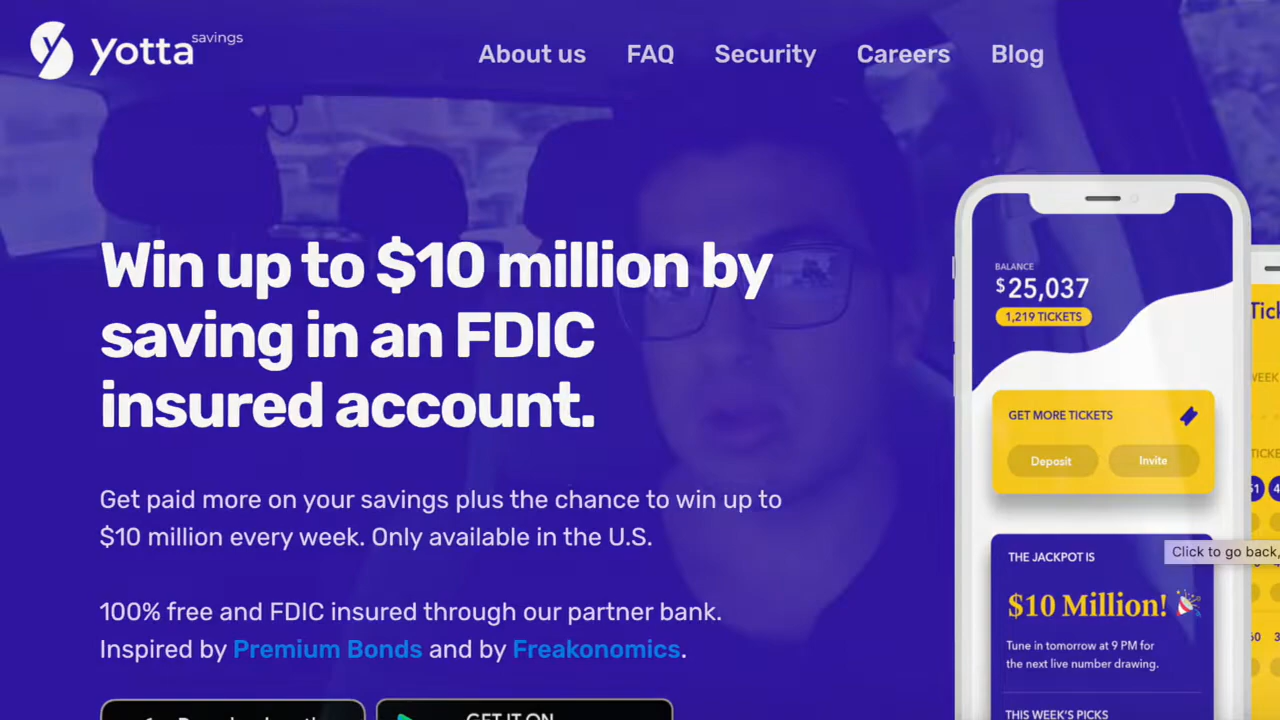 yotta savings
About us FAQ Security Careers Blog
Win up to $10 million by
saving in an FDIC
insured account.
Get paid more on your savings plus the chance to win up to
$10 million every week. Only available in the U.S.
100% free and FDIC insured through our partner bank.
Inspired by Premium Bonds and by Freakonomics.
GET IT ON
BALANCE
$25,037
1,219 TICKETS
GET MORE TICKETS
Deposit Invite
THE JACKPOT IS
$10 Million! 🎉
Tune in tomorrow at 9 PM for
the next live number drawing.
THIS WEEK'S PICKS
Click to go back,